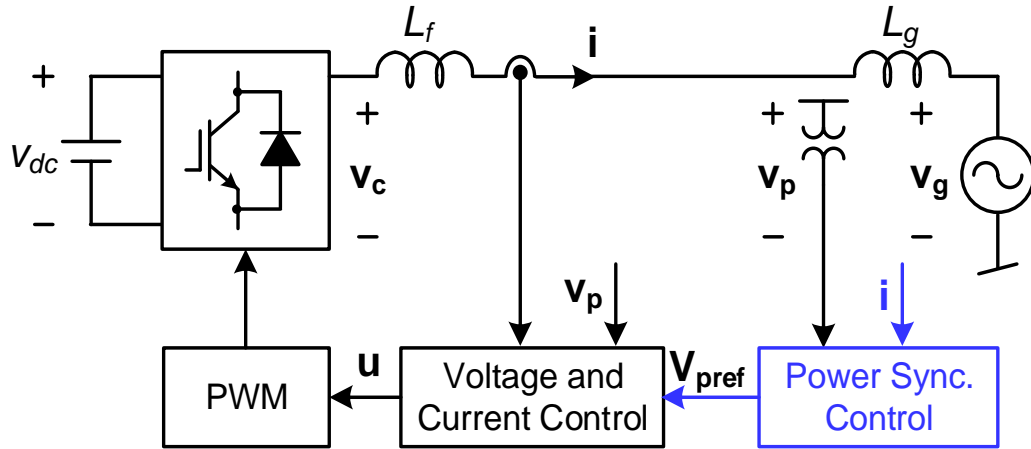 L_f
i
L_g
+
+
+
+
v_dc
v_c
v_p
v_g
−
−
−
−
v_p
i
PWM
u
Voltage and
Current Control
V_pref
Power Sync.
Control